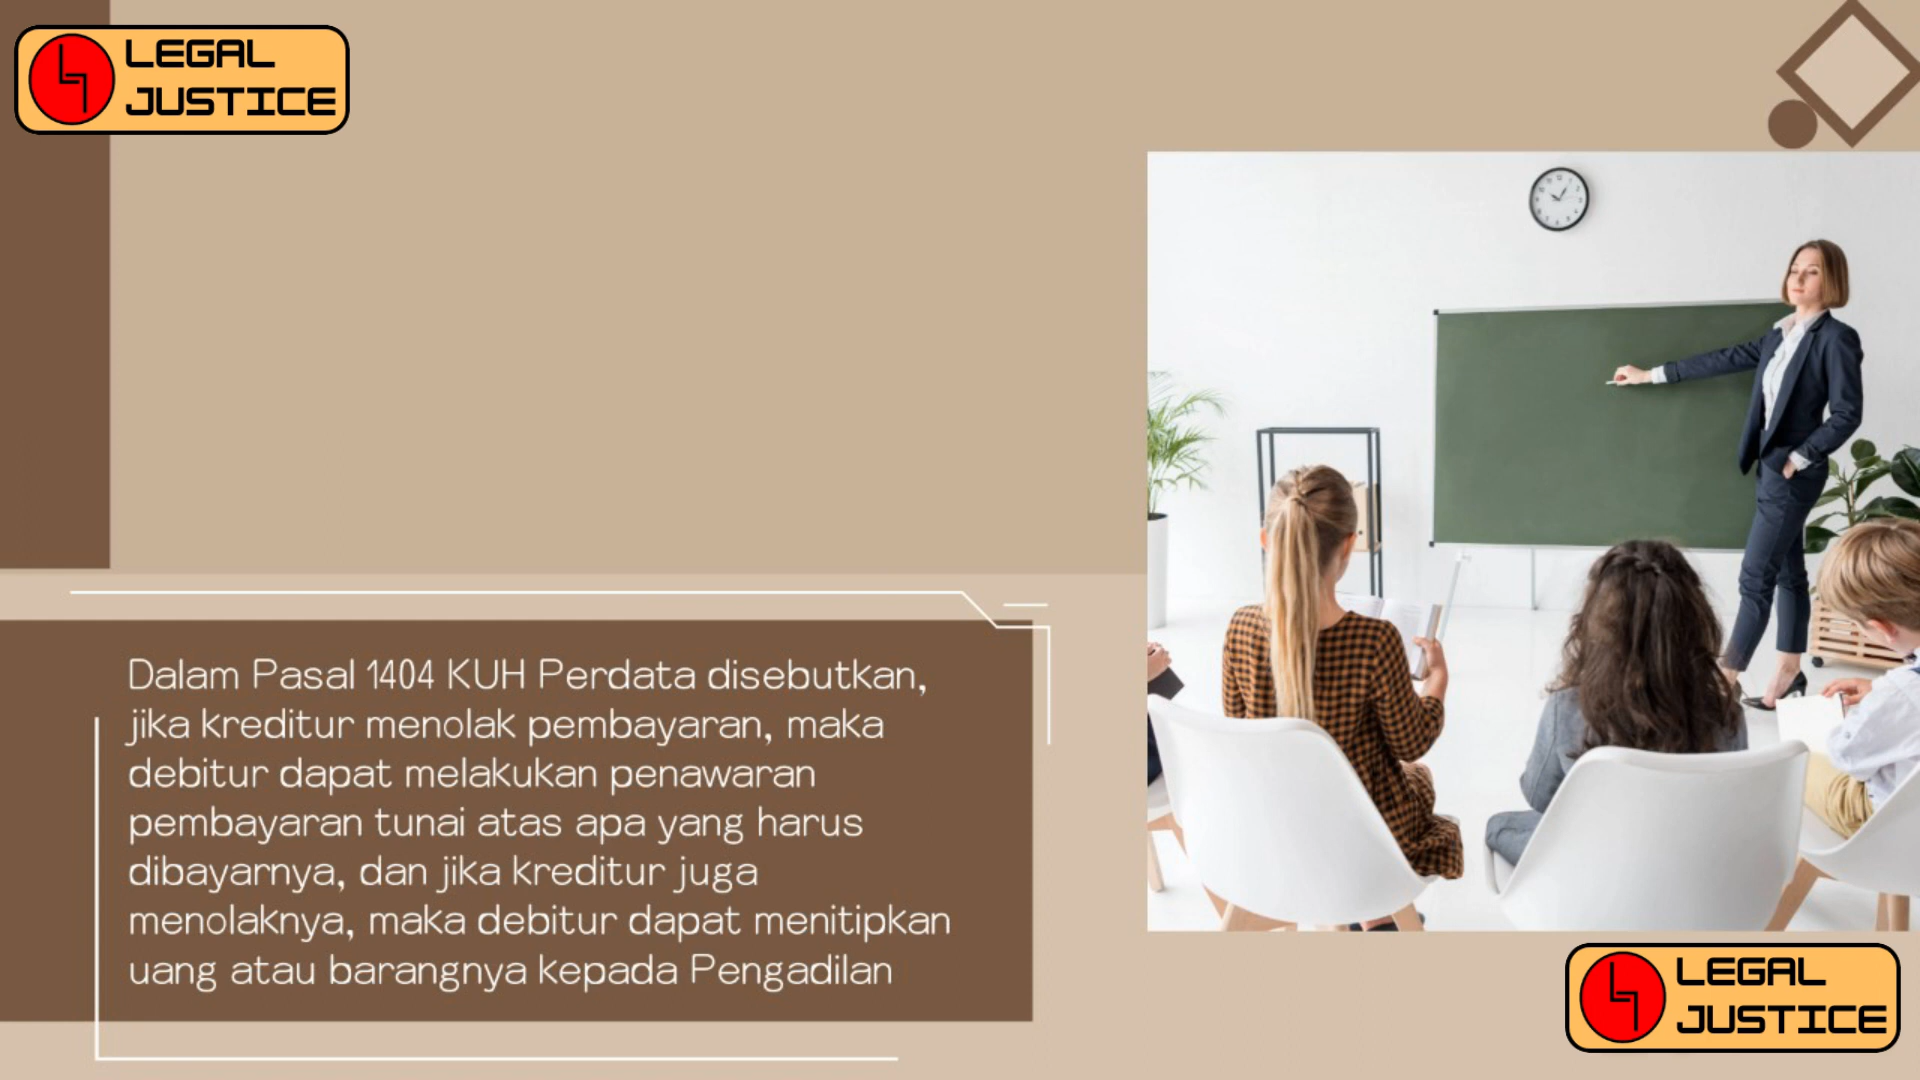 LEGAL
JUSTICE
Dalam Pasal 1404 KUH Perdata disebutkan,
jika kreditur menolak pembayaran, maka
debitur dapat melakukan penawaran
pembayaran tunai atas apa yang harus
dibayarnya, dan jika kreditur juga
menolaknya, maka debitur dapat menitipkan
uang atau barangnya kepada Pengadilan
LEGAL
JUSTICE